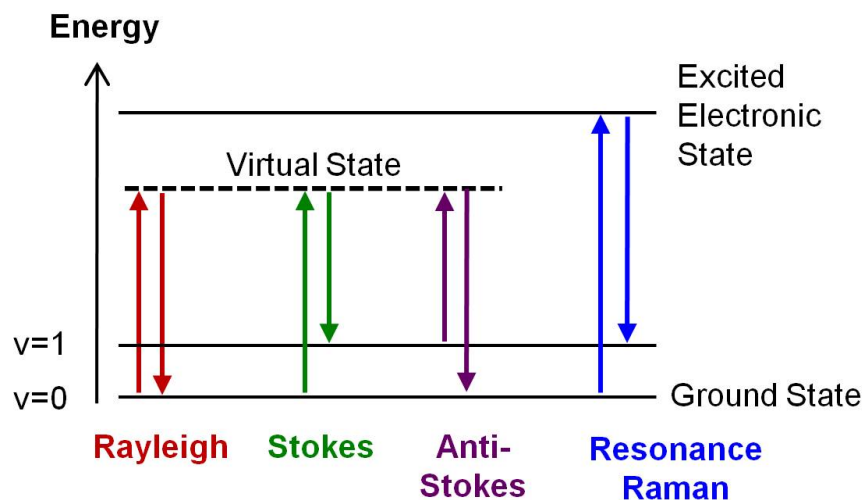 Energy
Excited
Electronic
State
Virtual State
v=1
v=0
Ground State
Rayleigh
Stokes
Anti-
Stokes
Resonance
Raman